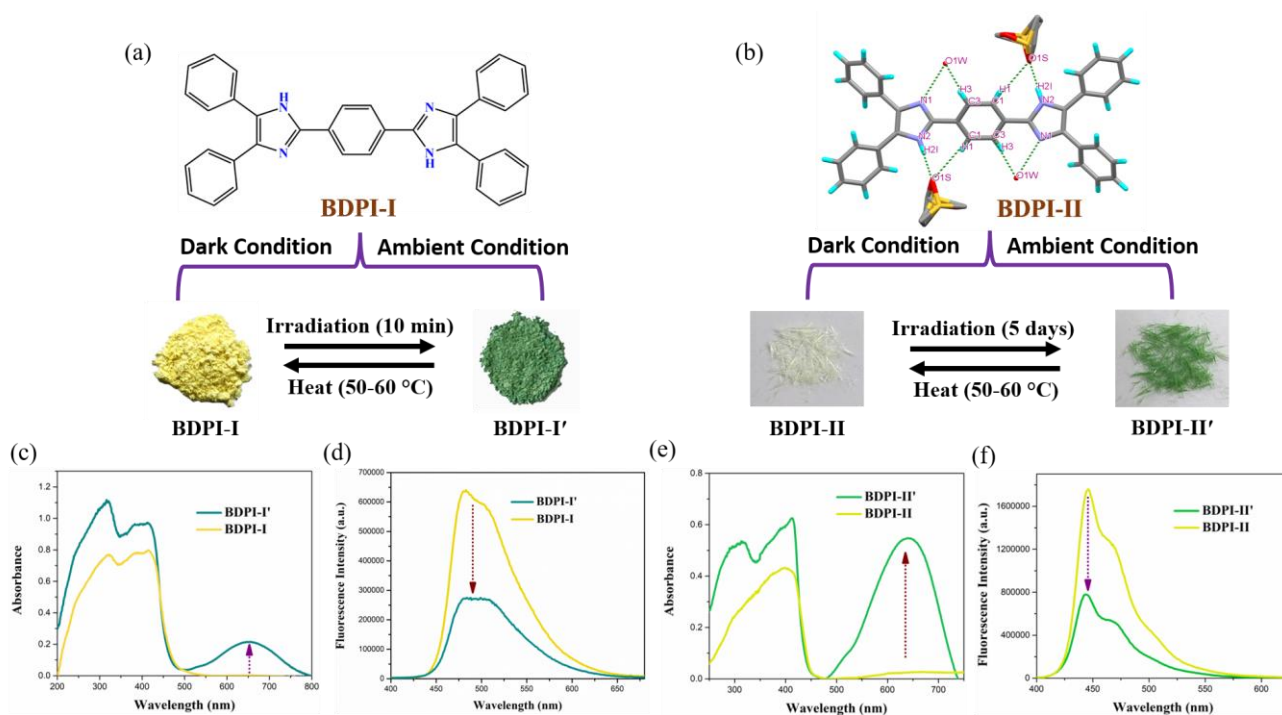 (a)
H
N
N
N
N
H
BDPI-I
Dark Condition
Ambient Condition
Irradiation (10 min)
Heat (50-60 °C)
BDPI-I
BDPI-I′
(b)
O1W
O1S
H1
H2I
N1
H3
C3
C1
N2
N2
C1
C3
N1
H2I
H1
H3
O1S
O1W
BDPI-II
Dark Condition
Ambient Condition
Irradiation (5 days)
Heat (50-60 °C)
BDPI-II
BDPI-II′
(c)
Absorbance
1.2
1.0
0.8
0.6
0.4
0.2
0.0
BDPI-I'
BDPI-I
200 300 400 500 600 700 800
Wavelength (nm)
(d)
Fluorescence Intensity (a.u.)
700000
600000
500000
400000
300000
200000
100000
0
BDPI-I'
BDPI-I
400 450 500 550 600 650
Wavelength (nm)
(e)
Absorbance
0.8
0.6
0.4
0.2
0.0
BDPI-II'
BDPI-II
300 400 500 600 700
Wavelength (nm)
(f)
Fluorescence Intensity (a.u.)
1600000
1200000
800000
400000
0
BDPI-II'
BDPI-II
400 450 500 550 600
Wavelength (nm)